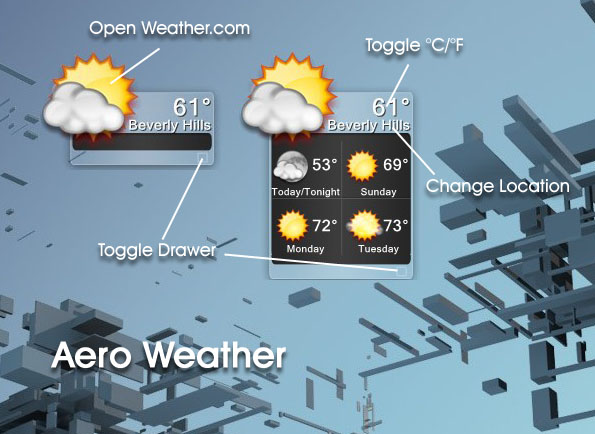 Open Weather.com
Toggle °C/°F
61°
Beverly Hills
61°
Beverly Hills
53°
69°
Today/Tonight
Sunday
Change Location
72°
73°
Monday
Tuesday
Toggle Drawer
Aero Weather